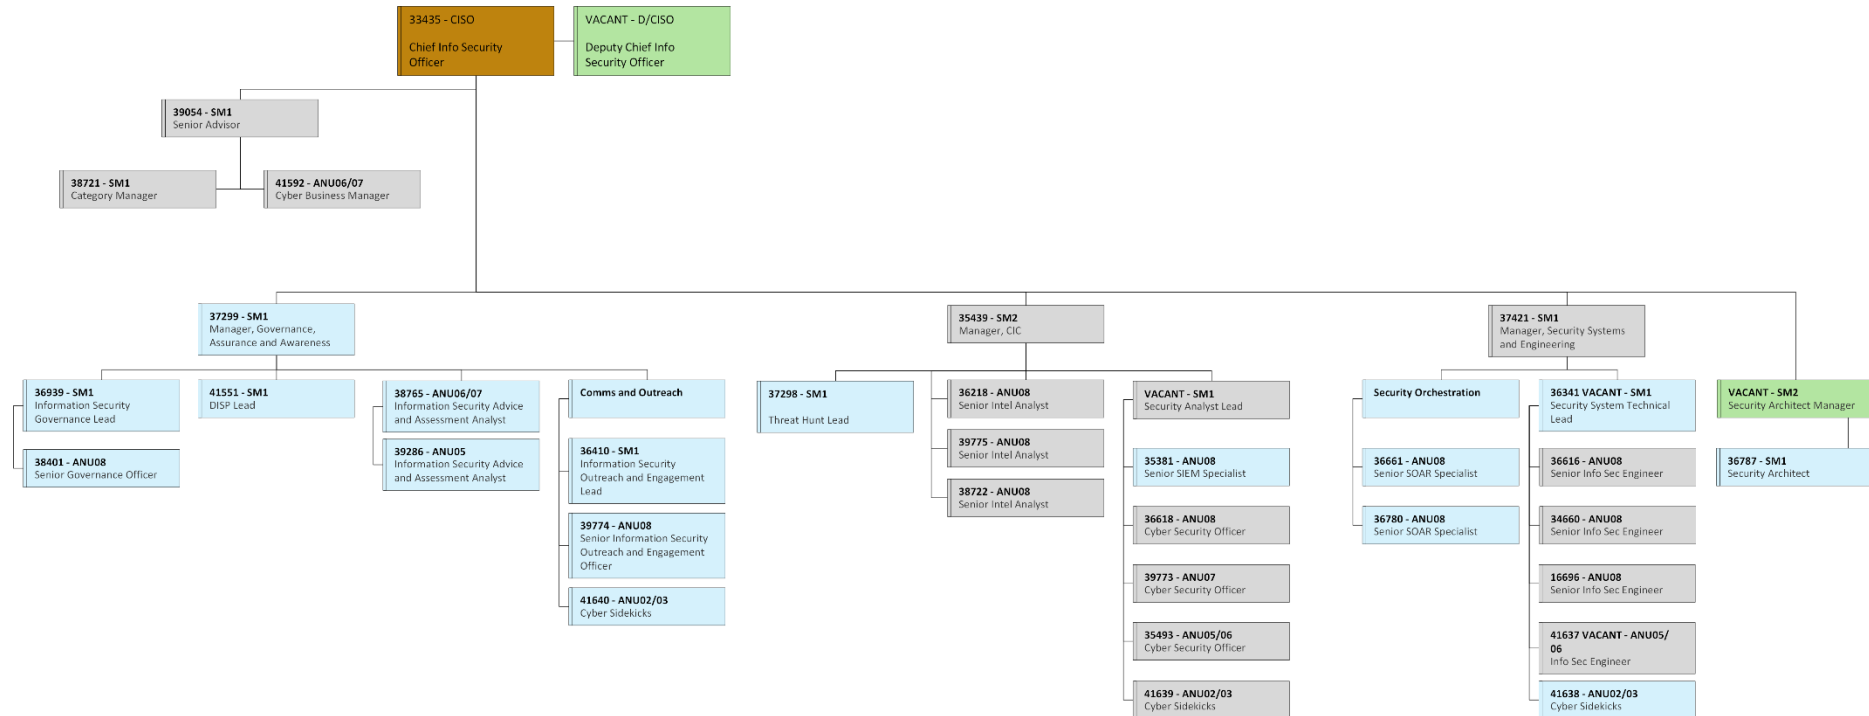 33435 - CISO
Chief Info Security
Officer
VACANT - D/CISO
Deputy Chief Info
Security Officer
39054 - SM1
Senior Advisor
38721 - SM1
Category Manager
41592 - ANU06/07
Cyber Business Manager
37299 - SM1
Manager, Governance,
Assurance and Awareness
35439 - SM2
Manager, CIC
37421 - SM1
Manager, Security Systems
and Engineering
36939 - SM1
Information Security
Governance Lead
38401 - ANU08
Senior Governance Officer
41551 - SM1
DISP Lead
38765 - ANU06/07
Information Security Advice
and Assessment Analyst
39286 - ANU05
Information Security Advice
and Assessment Analyst
Comms and Outreach
36410 - SM1
Information Security
Outreach and Engagement
Lead
39774 - ANU08
Senior Information Security
Outreach and Engagement
Officer
41640 - ANU02/03
Cyber Sidekicks
37298 - SM1
Threat Hunt Lead
36218 - ANU08
Senior Intel Analyst
39775 - ANU08
Senior Intel Analyst
38722 - ANU08
Senior Intel Analyst
VACANT - SM1
Security Analyst Lead
35381 - ANU08
Senior SIEM Specialist
36618 - ANU08
Cyber Security Officer
39773 - ANU07
Cyber Security Officer
35493 - ANU05/06
Cyber Security Officer
41639 - ANU02/03
Cyber Sidekicks
Security Orchestration
36661 - ANU08
Senior SOAR Specialist
36780 - ANU08
Senior SOAR Specialist
36341 VACANT - SM1
Security System Technical
Lead
36616 - ANU08
Senior Info Sec Engineer
34660 - ANU08
Senior Info Sec Engineer
16696 - ANU08
Senior Info Sec Engineer
41637 VACANT - ANU05/
06
Info Sec Engineer
41638 - ANU02/03
Cyber Sidekicks
VACANT - SM2
Security Architect Manager
36787 - SM1
Security Architect